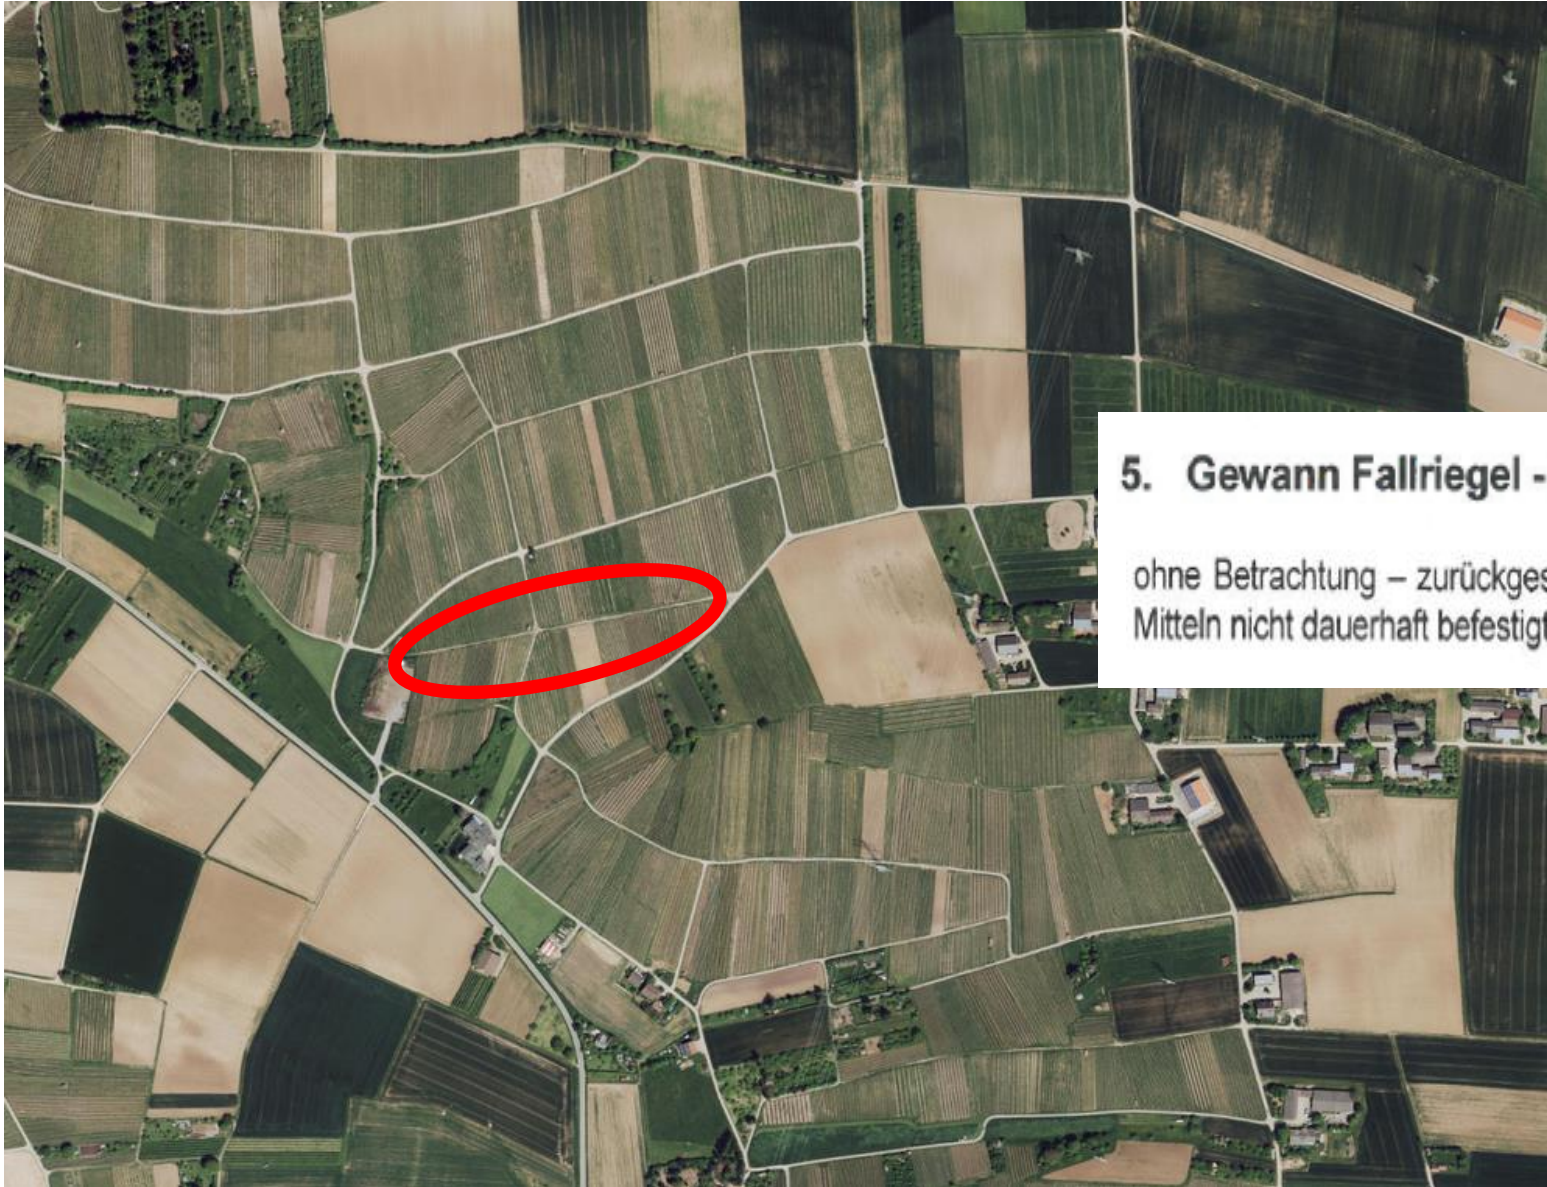 5. Gewann Fallriegel -
ohne Betrachtung – zurückges
Mitteln nicht dauerhaft befestigt